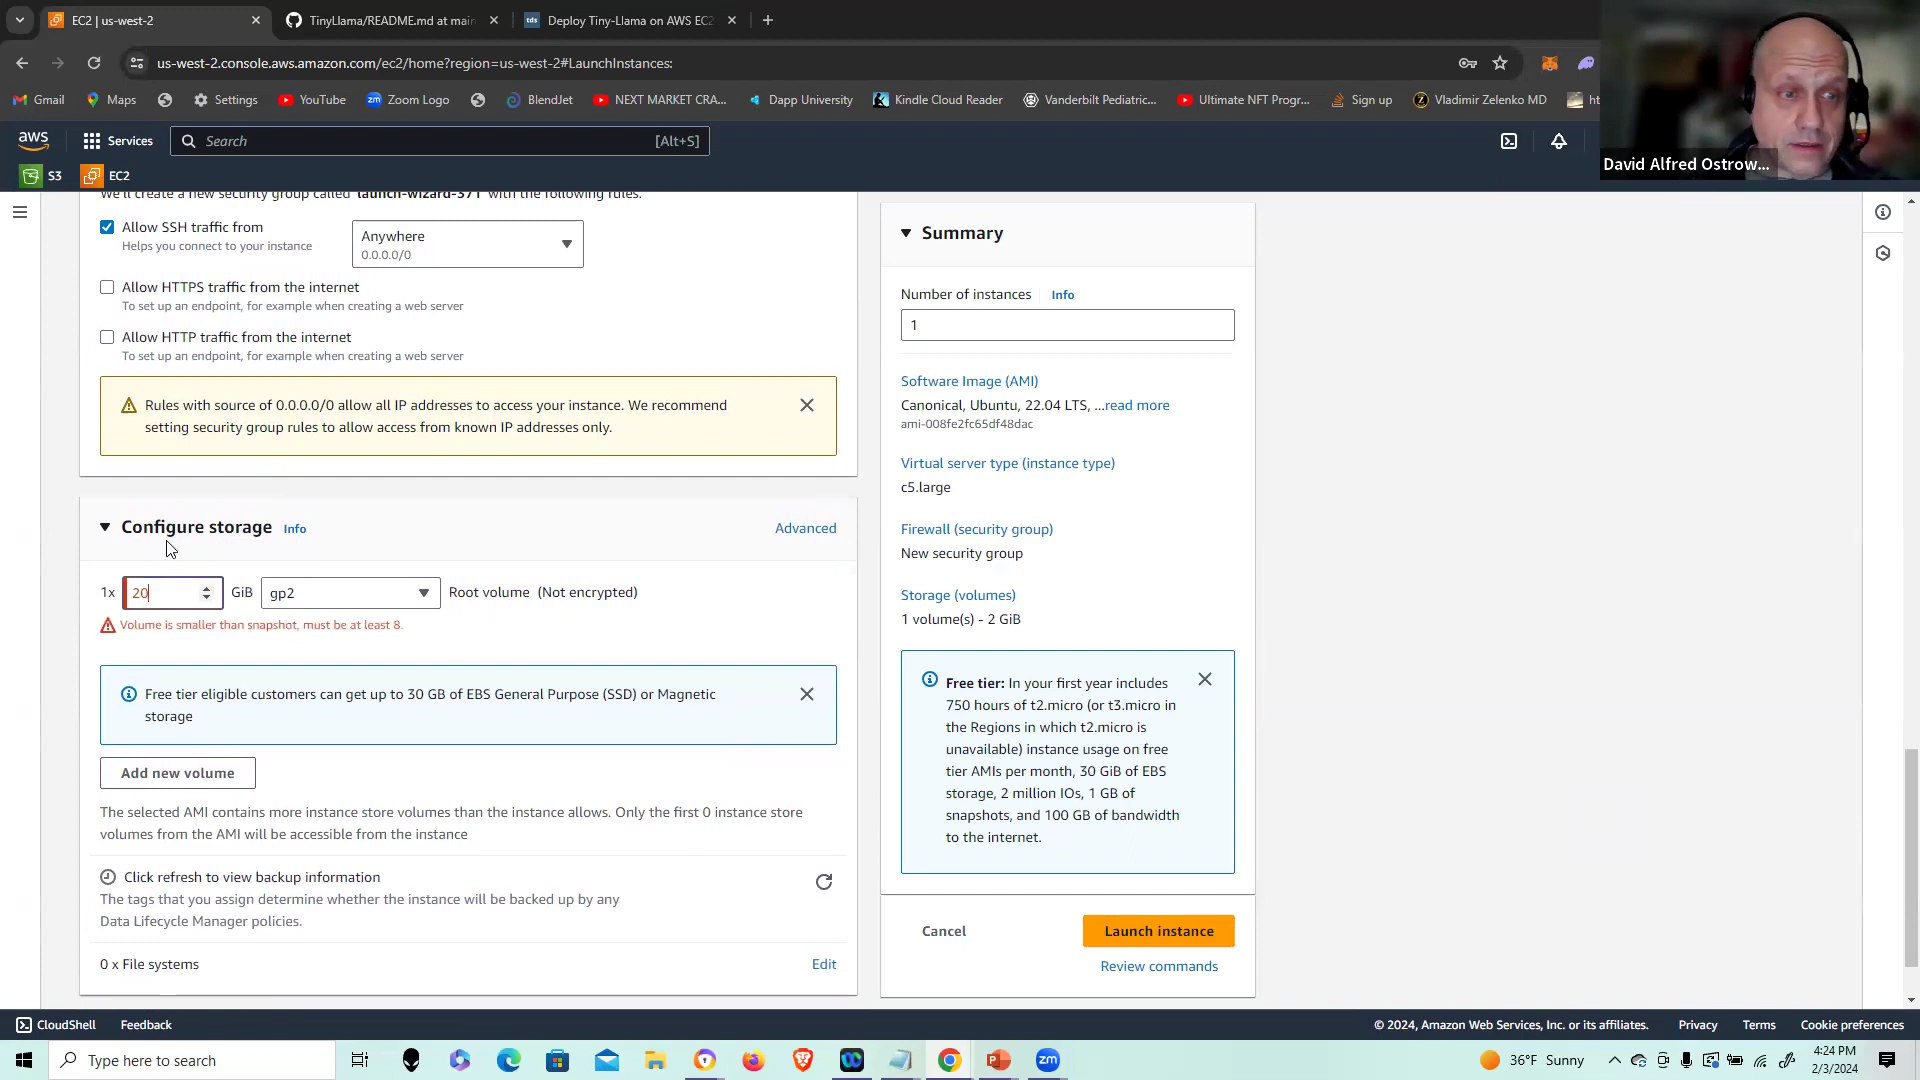 EC2 | us-west-2
TinyLlama/README.md at main
Deploy Tiny-Llama on AWS EC2
us-west-2.console.aws.amazon.com/ec2/home?region=us-west-2#LaunchInstances:
Gmail
Maps
Settings
YouTube
Zoom Logo
BlendJet
NEXT MARKET CRA...
Dapp University
Kindle Cloud Reader
Vanderbilt Pediatric...
Ultimate NFT Progr...
Sign up
Vladimir Zelenko MD
ht
David Alfred Ostrow...
aws
Services
Search
[Alt+S]
S3
EC2
We'll create a new security group called 'launch-wizard-371' with the following rules.
Allow SSH traffic from
Helps you connect to your instance
Anywhere
0.0.0.0/0
Allow HTTPS traffic from the internet
To set up an endpoint, for example when creating a web server
Allow HTTP traffic from the internet
To set up an endpoint, for example when creating a web server
Rules with source of 0.0.0.0/0 allow all IP addresses to access your instance. We recommend
setting security group rules to allow access from known IP addresses only.
Configure storage
Info
Advanced
1x
20
GiB
gp2
Root volume (Not encrypted)
Volume is smaller than snapshot, must be at least 8.
Free tier eligible customers can get up to 30 GB of EBS General Purpose (SSD) or Magnetic
storage
Add new volume
The selected AMI contains more instance store volumes than the instance allows. Only the first 0 instance store
volumes from the AMI will be accessible from the instance
Click refresh to view backup information
The tags that you assign determine whether the instance will be backed up by any
Data Lifecycle Manager policies.
0 x File systems
Edit
Summary
Number of instances
Info
1
Software Image (AMI)
Canonical, Ubuntu, 22.04 LTS, ...read more
ami-008fe2fc65df48dac
Virtual server type (instance type)
c5.large
Firewall (security group)
New security group
Storage (volumes)
1 volume(s) - 2 GiB
Free tier: In your first year includes
750 hours of t2.micro (or t3.micro in
the Regions in which t2.micro is
unavailable) instance usage on free
tier AMIs per month, 30 GiB of EBS
storage, 2 million IOs, 1 GB of
snapshots, and 100 GB of bandwidth
to the internet.
Cancel
Launch instance
Review commands
CloudShell
Feedback
© 2024, Amazon Web Services, Inc. or its affiliates.
Privacy
Terms
Cookie preferences
Type here to search
36°F Sunny
4:24 PM
2/3/2024